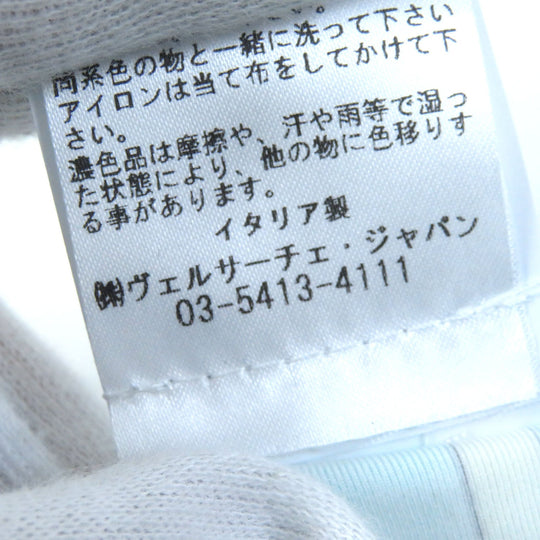 同系色の物と一緒に洗って下さい
アイロンは当て布をしてかけて下
さい。
濃色品は摩擦や、汗や雨等で湿っ
た状態により、他の物に色移りす
る事があります。
イタリア製
㈱ヴェルサーチェ・ジャパン
03-5413-4111